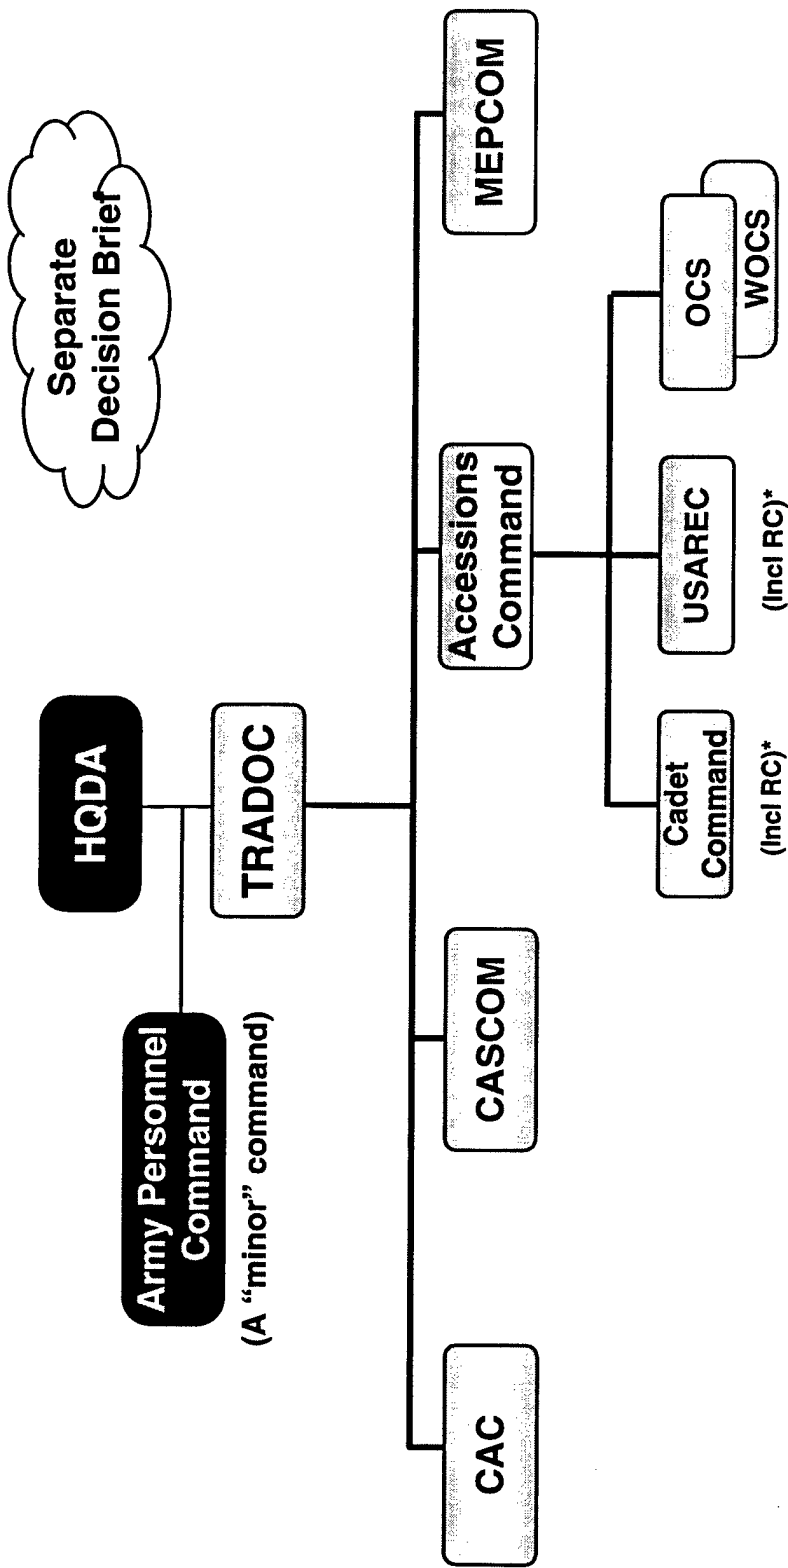 Separate
Decision Brief
HQDA
Army Personnel
Command
(A “minor” command)
TRADOC
CAC
CASCOM
Accessions
Command
MEPCOM
Cadet
Command
(Incl RC)*
USAREC
(Incl RC)*
OCS
WOCS